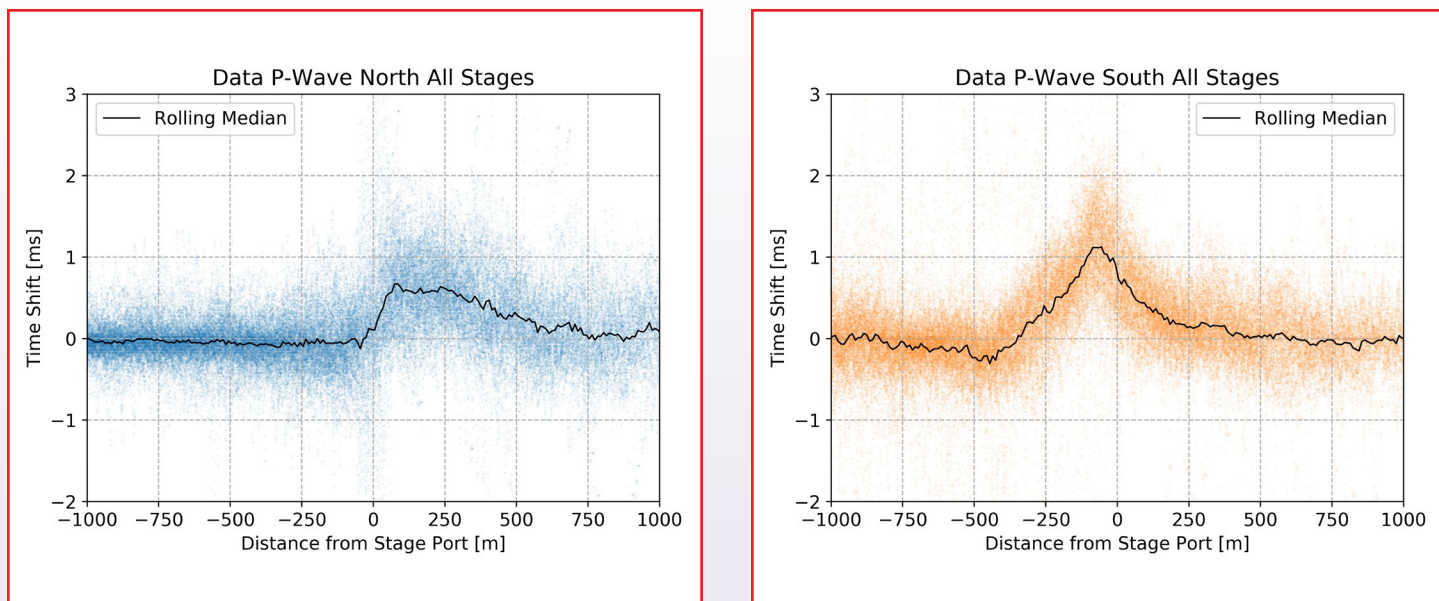 Data P-Wave North All Stages
Rolling Median
3
2
1
0
−1
−2
Time Shift [ms]
−1000 −750 −500 −250 0 250 500 750 1000
Distance from Stage Port [m]
Data P-Wave South All Stages
Rolling Median
3
2
1
0
−1
−2
Time Shift [ms]
−1000 −750 −500 −250 0 250 500 750 1000
Distance from Stage Port [m]